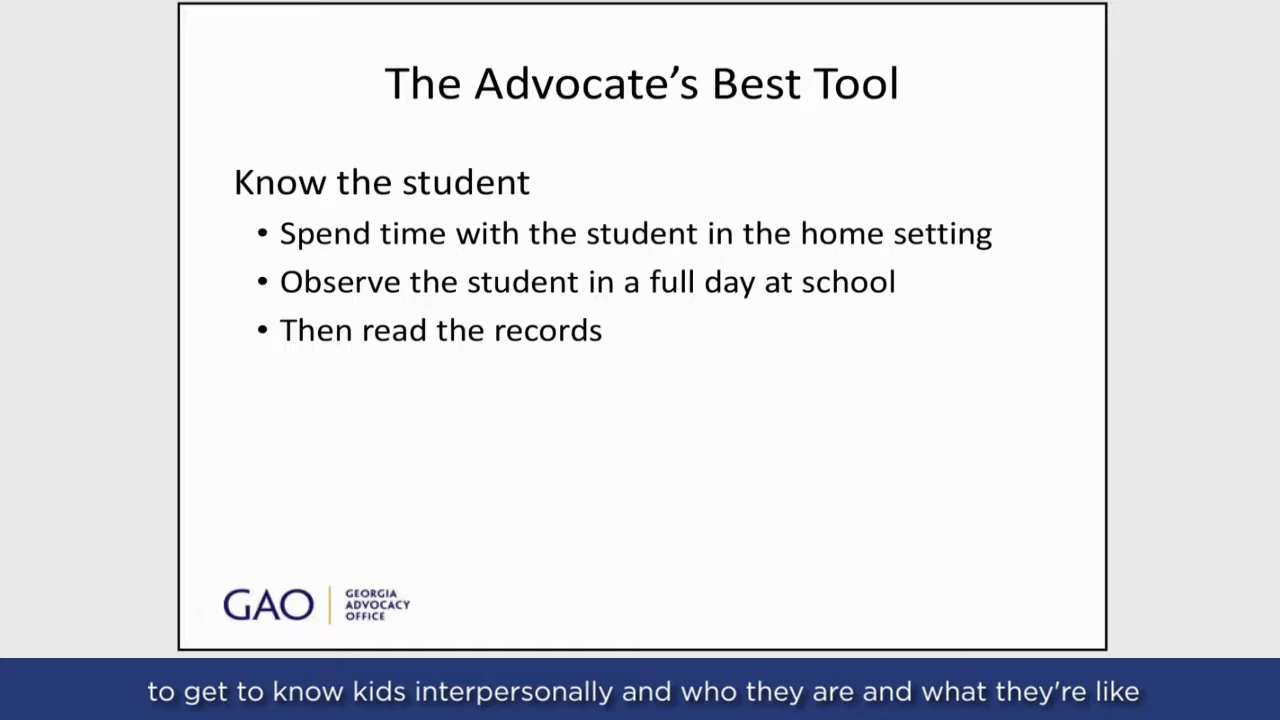 The Advocate's Best Tool
Know the student
• Spend time with the student in the home setting
• Observe the student in a full day at school
• Then read the records
GAO
GEORGIA
ADVOCACY
OFFICE
to get to know kids interpersonally and who they are and what they're like